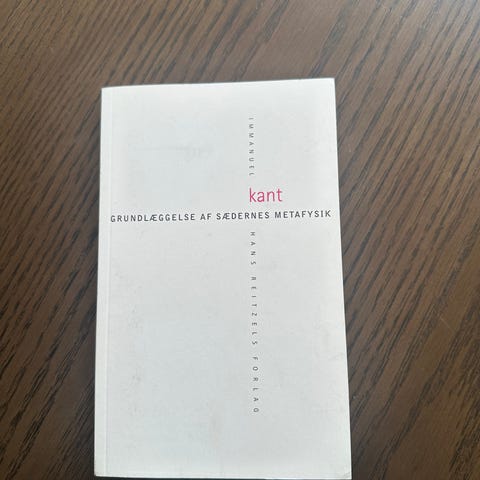 IMMANUEL
kant
GRUNDLÆGGELSE AF SÆDERNES METAFYSIK
HANS REITZELS FORLAG